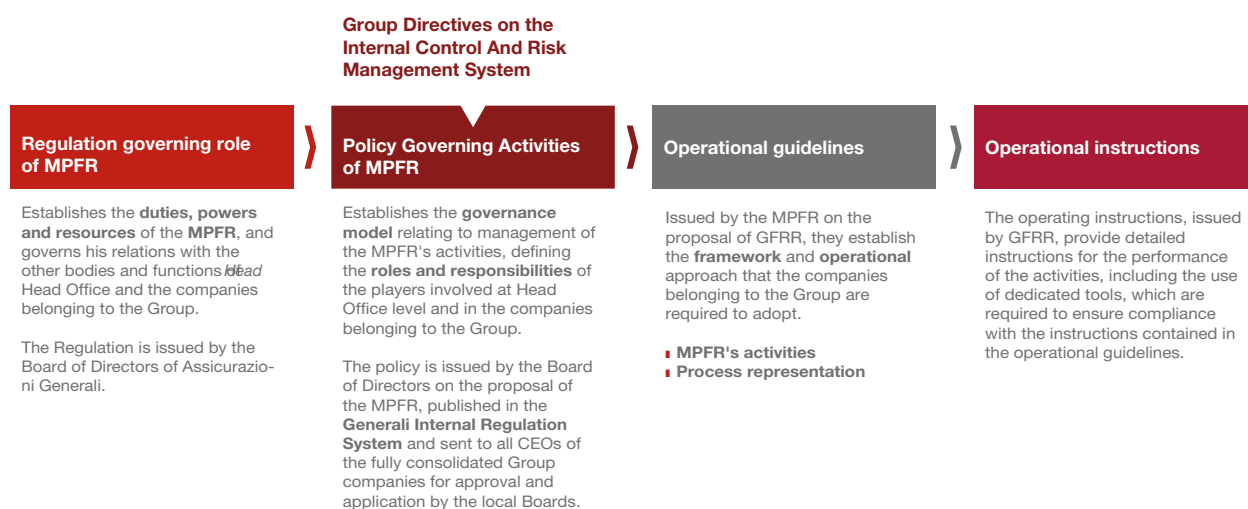 Group Directives on the
Internal Control And Risk
Management System
Regulation governing role
of MPFR
Establishes the duties, powers
and resources of the MPFR, and
governs his relations with the
other bodies and functions of Head
Head Office and the companies
belonging to the Group.
The Regulation is issued by the
Board of Directors of Assicurazio-
ni Generali.
Policy Governing Activities
of MPFR
Establishes the governance
model relating to management of
the MPFR's activities, defining
the roles and responsibilities of
the players involved at Head
Office level and in the companies
belonging to the Group.
The policy is issued by the Board
of Directors on the proposal of
the MPFR, published in the
Generali Internal Regulation
System and sent to all CEOs of
the fully consolidated Group
companies for approval and
application by the local Boards.
Operational guidelines
Issued by the MPFR on the
proposal of GFRR, they establish
the framework and operational
approach that the companies
belonging to the Group are
required to adopt.
MPFR's activities
Process representation
Operational instructions
The operating instructions, issued
by GFRR, provide detailed
instructions for the performance
of the activities, including the use
of dedicated tools, which are
required to ensure compliance
with the instructions contained in
the operational guidelines.